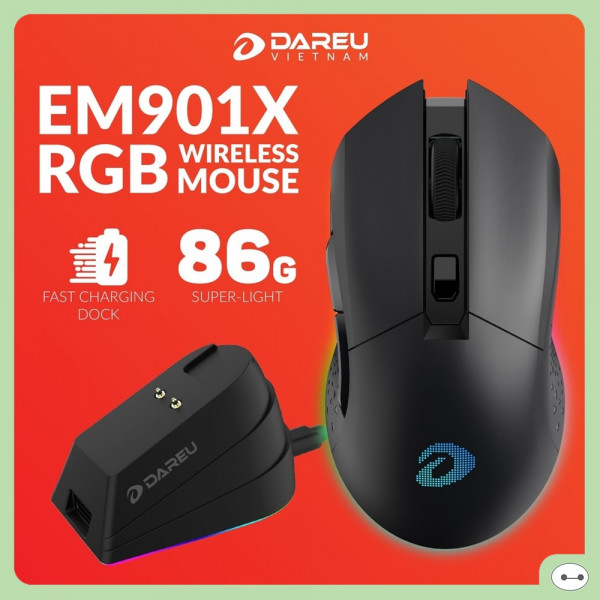 DAREU
VIETNAM
EM901X
RGB WIRELESS MOUSE
86G
FAST CHARGING DOCK
SUPER-LIGHT
DAREU